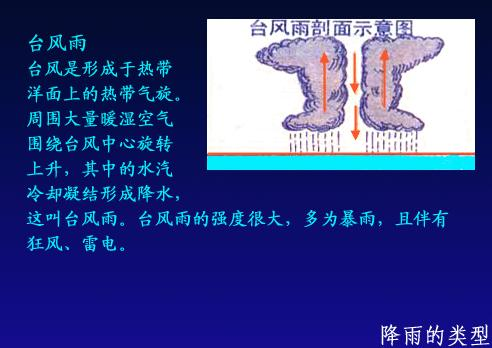 台风雨剖面示意图
台风雨
台风是形成于热带
洋面上的热带气旋。
周围大量暖湿空气
围绕台风中心旋转
上升，其中的水汽
冷却凝结形成降水，
这叫台风雨。台风雨的强度很大，多为暴雨，且伴有
狂风、雷电。
降雨的类型